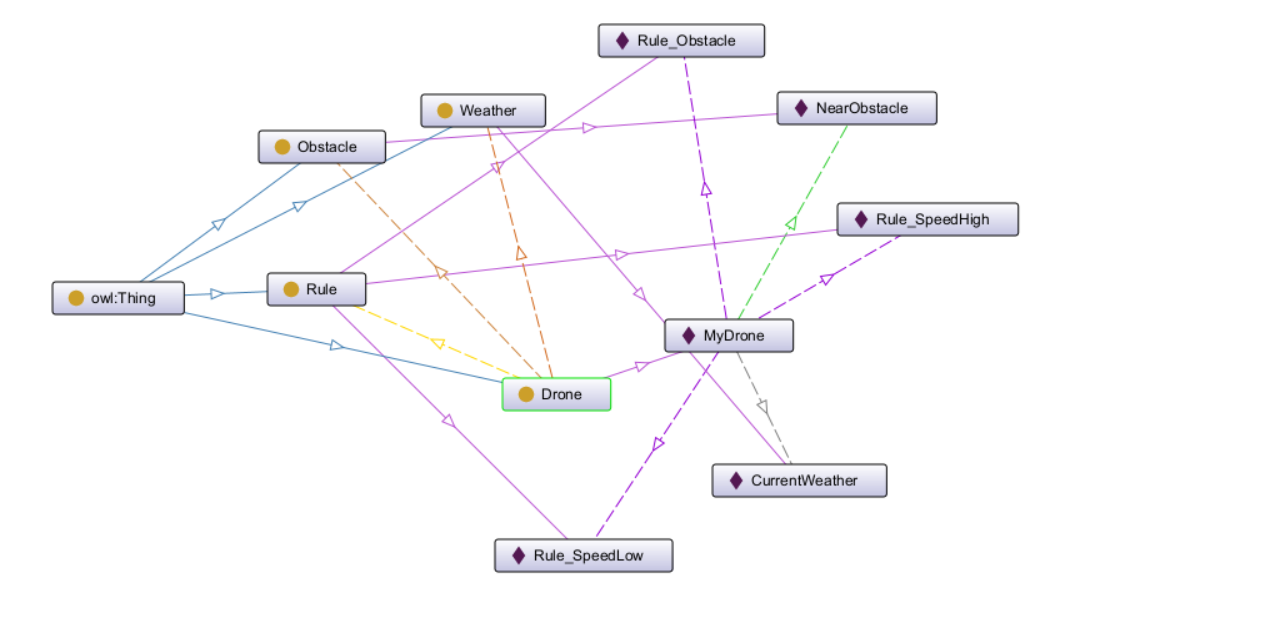 Rule_Obstacle
Weather
NearObstacle
Obstacle
Rule_SpeedHigh
owl:Thing
Rule
MyDrone
Drone
CurrentWeather
Rule_SpeedLow